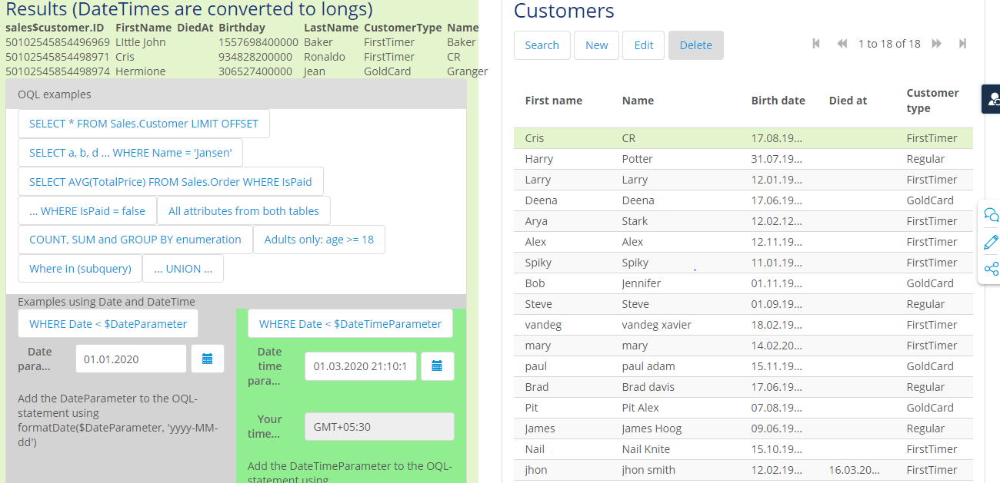 Results (DateTimes are converted to longs)
sales$customer.ID FirstName DiedAt Birthday LastName CustomerType Name
50102545854496969 LIttle John 1557698400000 Baker FirstTimer Baker
50102545854498971 Cris 934828200000 Ronaldo FirstTimer CR
50102545854498974 Hermione 306527400000 Jean GoldCard Granger
OQL examples
SELECT * FROM Sales.Customer LIMIT OFFSET
SELECT a, b, d ... WHERE Name = 'Jansen'
SELECT AVG(TotalPrice) FROM Sales.Order WHERE IsPaid
... WHERE IsPaid = false All attributes from both tables
COUNT, SUM and GROUP BY enumeration Adults only: age >= 18
Where in (subquery) ... UNION ...
Examples using Date and DateTime
WHERE Date < $DateParameter
Date
para...
01.01.2020
Add the DateParameter to the OQL-
statement using
formatDate($DateParameter, 'yyyy-MM-
dd')
WHERE Date < $DateTimeParameter
Date
time
para...
01.03.2020 21:10:1
Your
time...
GMT+05:30
Add the DateTimeParameter to the OQL-
statement using
Customers
Search New Edit Delete 1 to 18 of 18
First name Name Birth date Died at Customer
type
Cris CR 17.08.19... FirstTimer
Harry Potter 31.07.19... Regular
Larry Larry 12.01.19... FirstTimer
Deena Deena 17.06.19... GoldCard
Arya Stark 12.02.12... FirstTimer
Alex Alex 12.11.19... FirstTimer
Spiky Spiky 11.01.19... FirstTimer
Bob Jennifer 01.11.19... GoldCard
Steve Steve 01.09.19... Regular
vandeg vandeg xavier 18.02.19... FirstTimer
mary mary 14.02.20... FirstTimer
paul paul adam 15.11.19... GoldCard
Brad Brad davis 17.06.19... Regular
Pit Pit Alex 07.08.19... GoldCard
James James Hoog 09.06.19... Regular
Nail Nail Knite 15.10.19... FirstTimer
jhon jhon smith 12.02.19... 16.03.20... FirstTimer